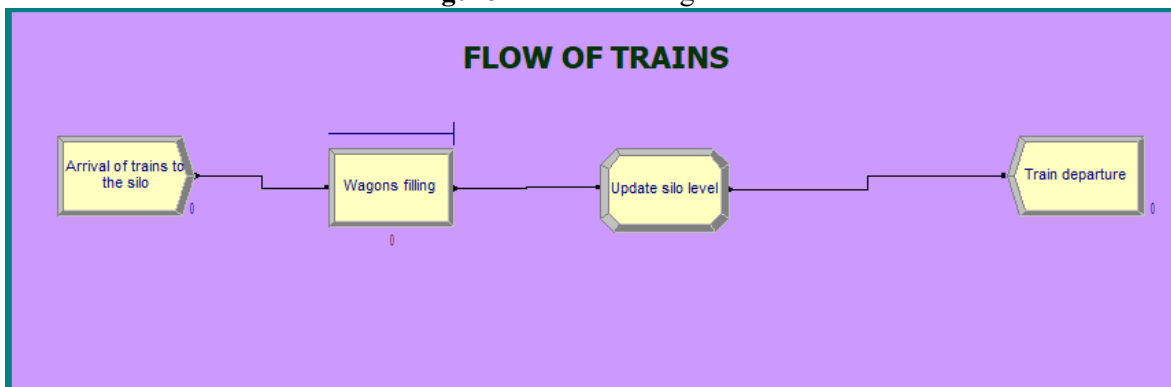 FLOW OF TRAINS
Arrival of trains to
the silo
0
Wagons filling
0
Update silo level
Train departure
0